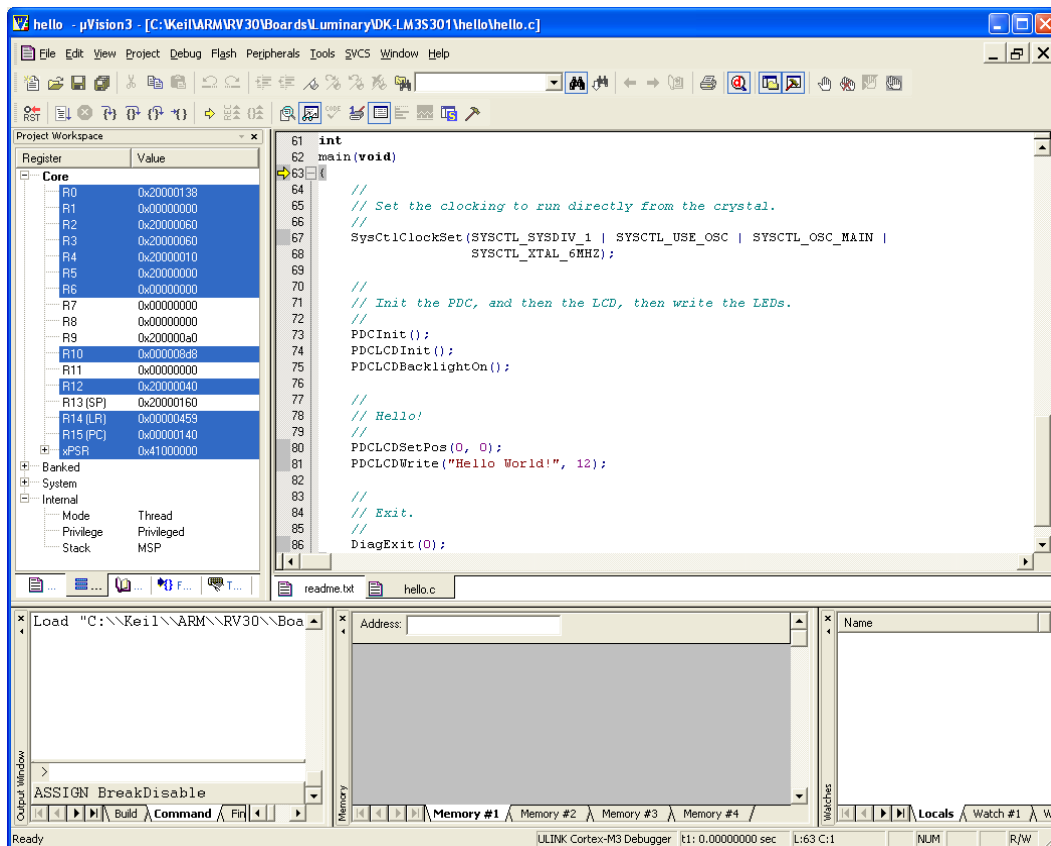 hello - µVision3 - [C:\Keil\ARM\RV30\Boards\Luminary\DK-LM3S301\hello\hello.c]
File Edit View Project Debug Flash Peripherals Tools SVCS Window Help
RST
CODE
Project Workspace
Register Value
Core
R0 0x20000138
R1 0x00000000
R2 0x20000060
R3 0x20000060
R4 0x20000010
R5 0x20000000
R6 0x00000000
R7 0x00000000
R8 0x00000000
R9 0x200000a0
R10 0x000008d8
R11 0x00000000
R12 0x20000040
R13 (SP) 0x20000160
R14 (LR) 0x00000459
R15 (PC) 0x00000140
xPSR 0x41000000
Banked
System
Internal
Mode Thread
Privilege Privileged
Stack MSP
... ... ... F... T...
61 int
62 main(void)
63 {
64 //
65 // Set the clocking to run directly from the crystal.
66 //
67 SysCtlClockSet(SYSCTL_SYSDIV_1 | SYSCTL_USE_OSC | SYSCTL_OSC_MAIN |
68 SYSCTL_XTAL_6MHZ);
69
70 //
71 // Init the PDC, and then the LCD, then write the LEDs.
72 //
73 PDCInit();
74 PDCLCDInit();
75 PDCLCDBacklightOn();
76
77 //
78 // Hello!
79 //
80 PDCLCDSetPos(0, 0);
81 PDCLCDWrite("Hello World!", 12);
82
83 //
84 // Exit.
85 //
86 DiagExit(0);
readme.txt hello.c
Load "C:\\Keil\\ARM\\RV30\\Boa
>
ASSIGN BreakDisable
Build Command Fin
Output Window
Address:
Memory #1 Memory #2 Memory #3 Memory #4
Memory
Name
Locals Watch #1 W
Watches
Ready ULINK Cortex-M3 Debugger t1: 0.00000000 sec L:63 C:1 NUM R/W